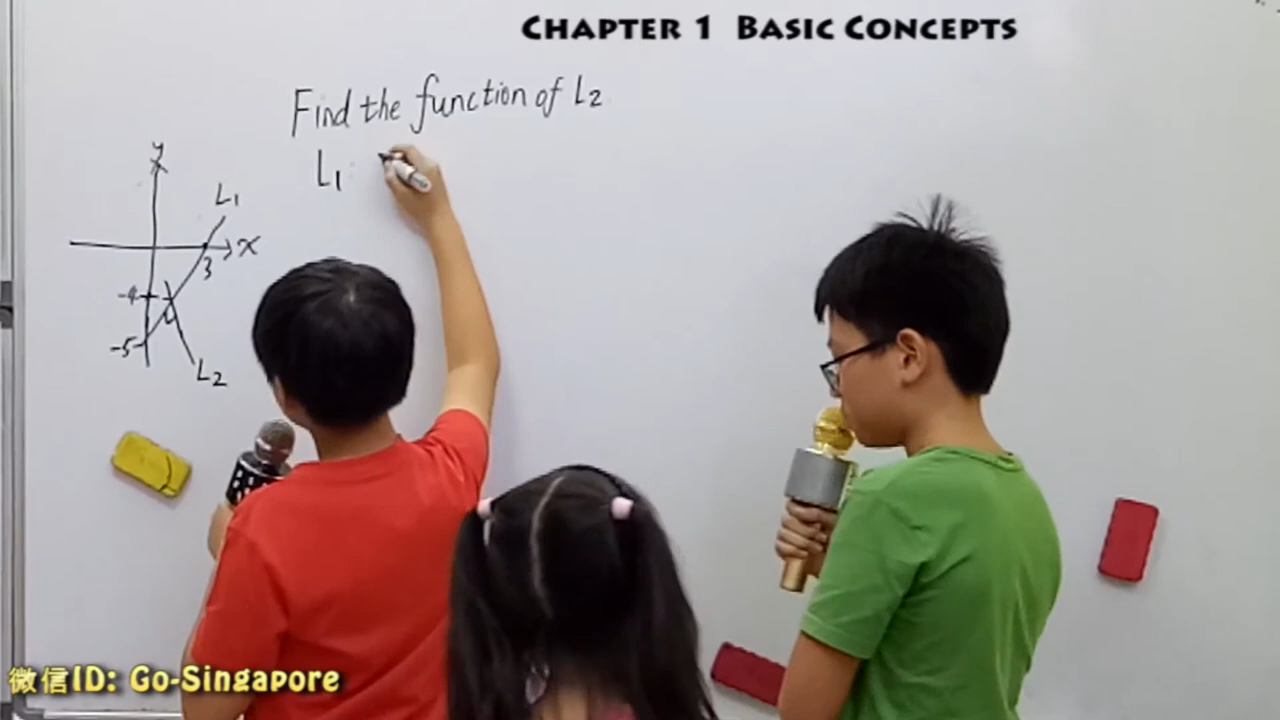 CHAPTER 1 BASIC CONCEPTS
Find the function of L2
L1
y
L1
x
3
-4
-5
L2
微信ID: Go-Singapore